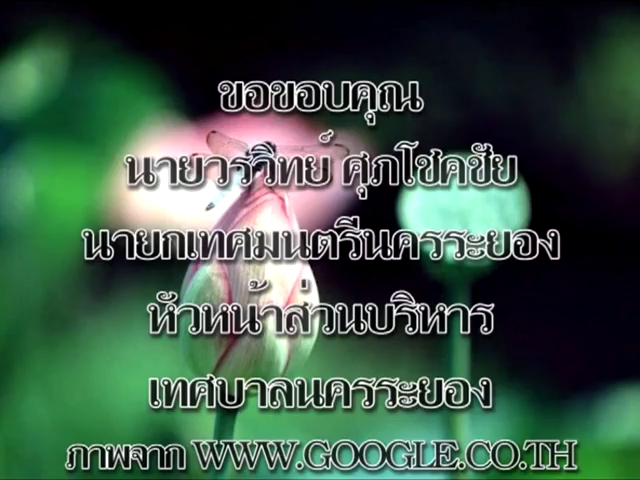 ขอขอบคุณ
นายวรวิทย์ ศุภโชคชัย
นายกเทศมนตรีนครระยอง
หัวหน้าส่วนบริหาร
เทศบาลนครระยอง
ภาพจาก WWW.GOOGLE.CO.TH